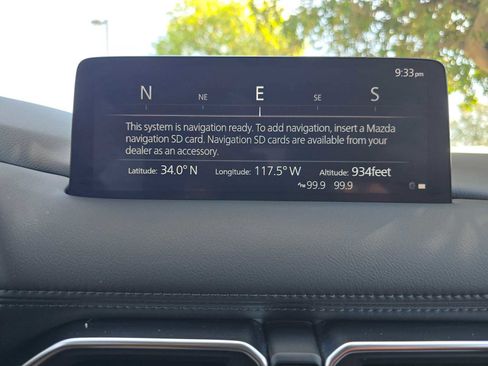 9:33 pm
N NE E SE S
This system is navigation ready. To add navigation, insert a Mazda
navigation SD card. Navigation SD cards are available from your
dealer as an accessory.
Latitude: 34.0° N Longitude: 117.5° W Altitude: 934feet
99.9 99.9